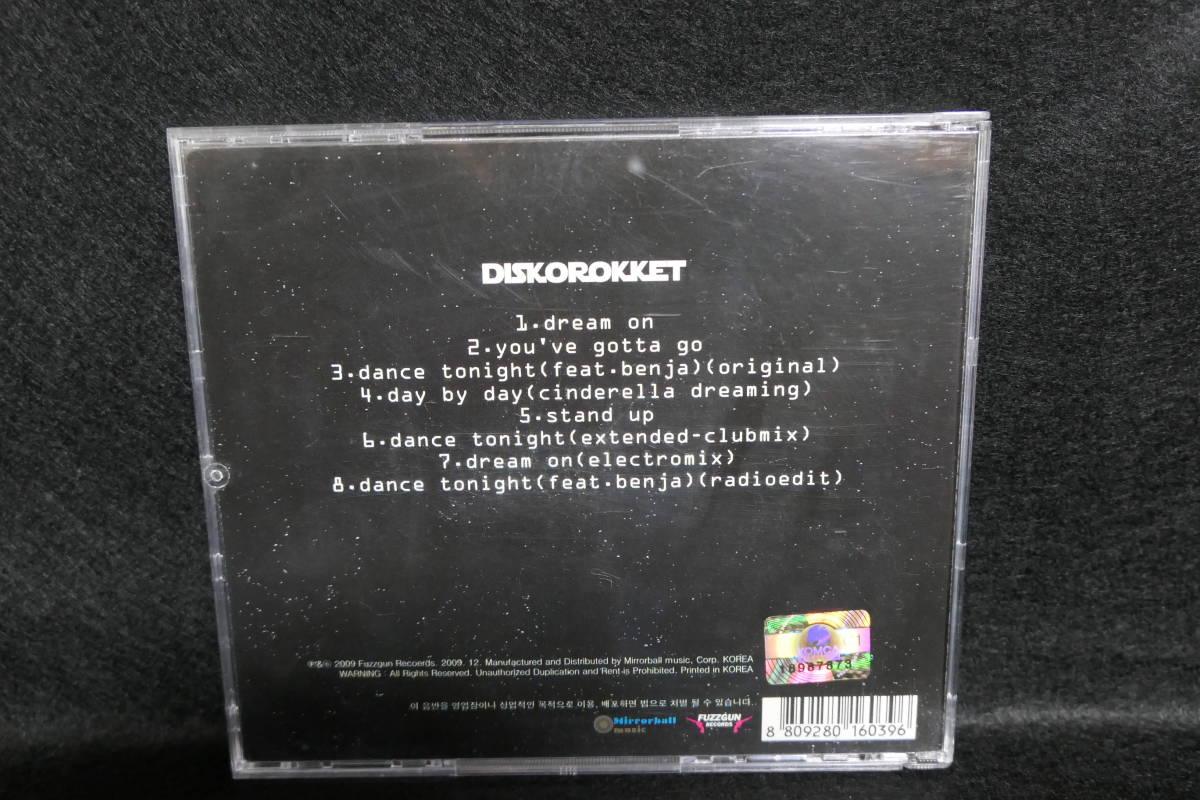 DISKOROKKET
1.dream on
2.you've gotta go
3.dance tonight(feat.benja)(original)
4.day by day(cinderella dreaming)
5.stand up
6.dance tonight(extended-clubmix)
7.dream on(electromix)
8.dance tonight(feat.benja)(radioedit)
KOMCA 1
18987873
℗&© 2009 Fuzzgun Recoerds. 2009. 12. Manufactured and Distributed by Mirrorball music, Corp. KOREA
WARNING : All Rights Reserved. Unauthorized Duplication and Rent is Prohibited. Printed in KOREA
이 음반을 영업장이나 상업적인 목적으로 이용, 배포하면 법으로 처벌 될 수 있습니다.
Mirrorball
music
FUZZGUN
RECORDS
8 809280 160396